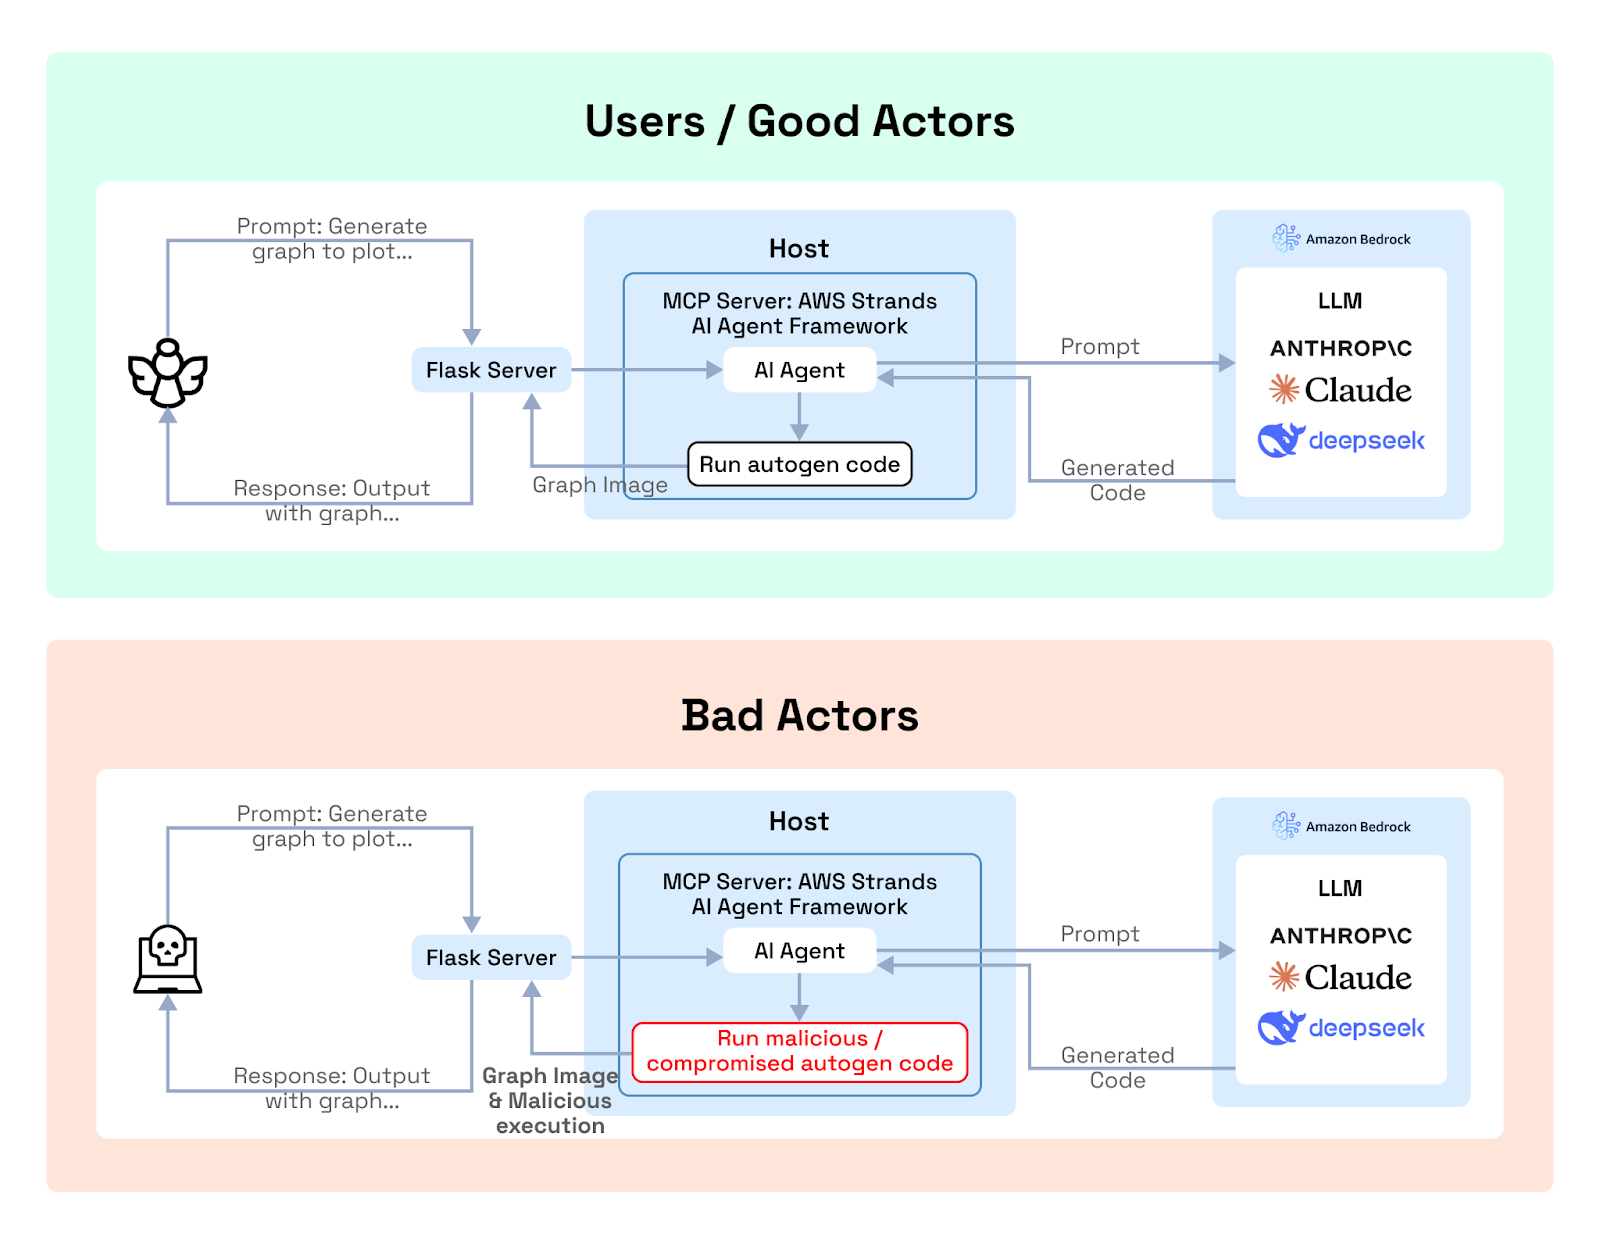 Users / Good Actors
Prompt: Generate
graph to plot...
Host
Amazon Bedrock
MCP Server: AWS Strands
AI Agent Framework
LLM
Flask Server
AI Agent
Prompt
ANTHROP\C
Claude
deepseek
Run autogen code
Graph Image
Generated
Code
Response: Output
with graph...
Bad Actors
Prompt: Generate
graph to plot...
Host
Amazon Bedrock
MCP Server: AWS Strands
AI Agent Framework
LLM
Flask Server
AI Agent
Prompt
ANTHROP\C
Claude
deepseek
Run malicious /
compromised autogen code
Graph Image
& Malicious
execution
Generated
Code
Response: Output
with graph...